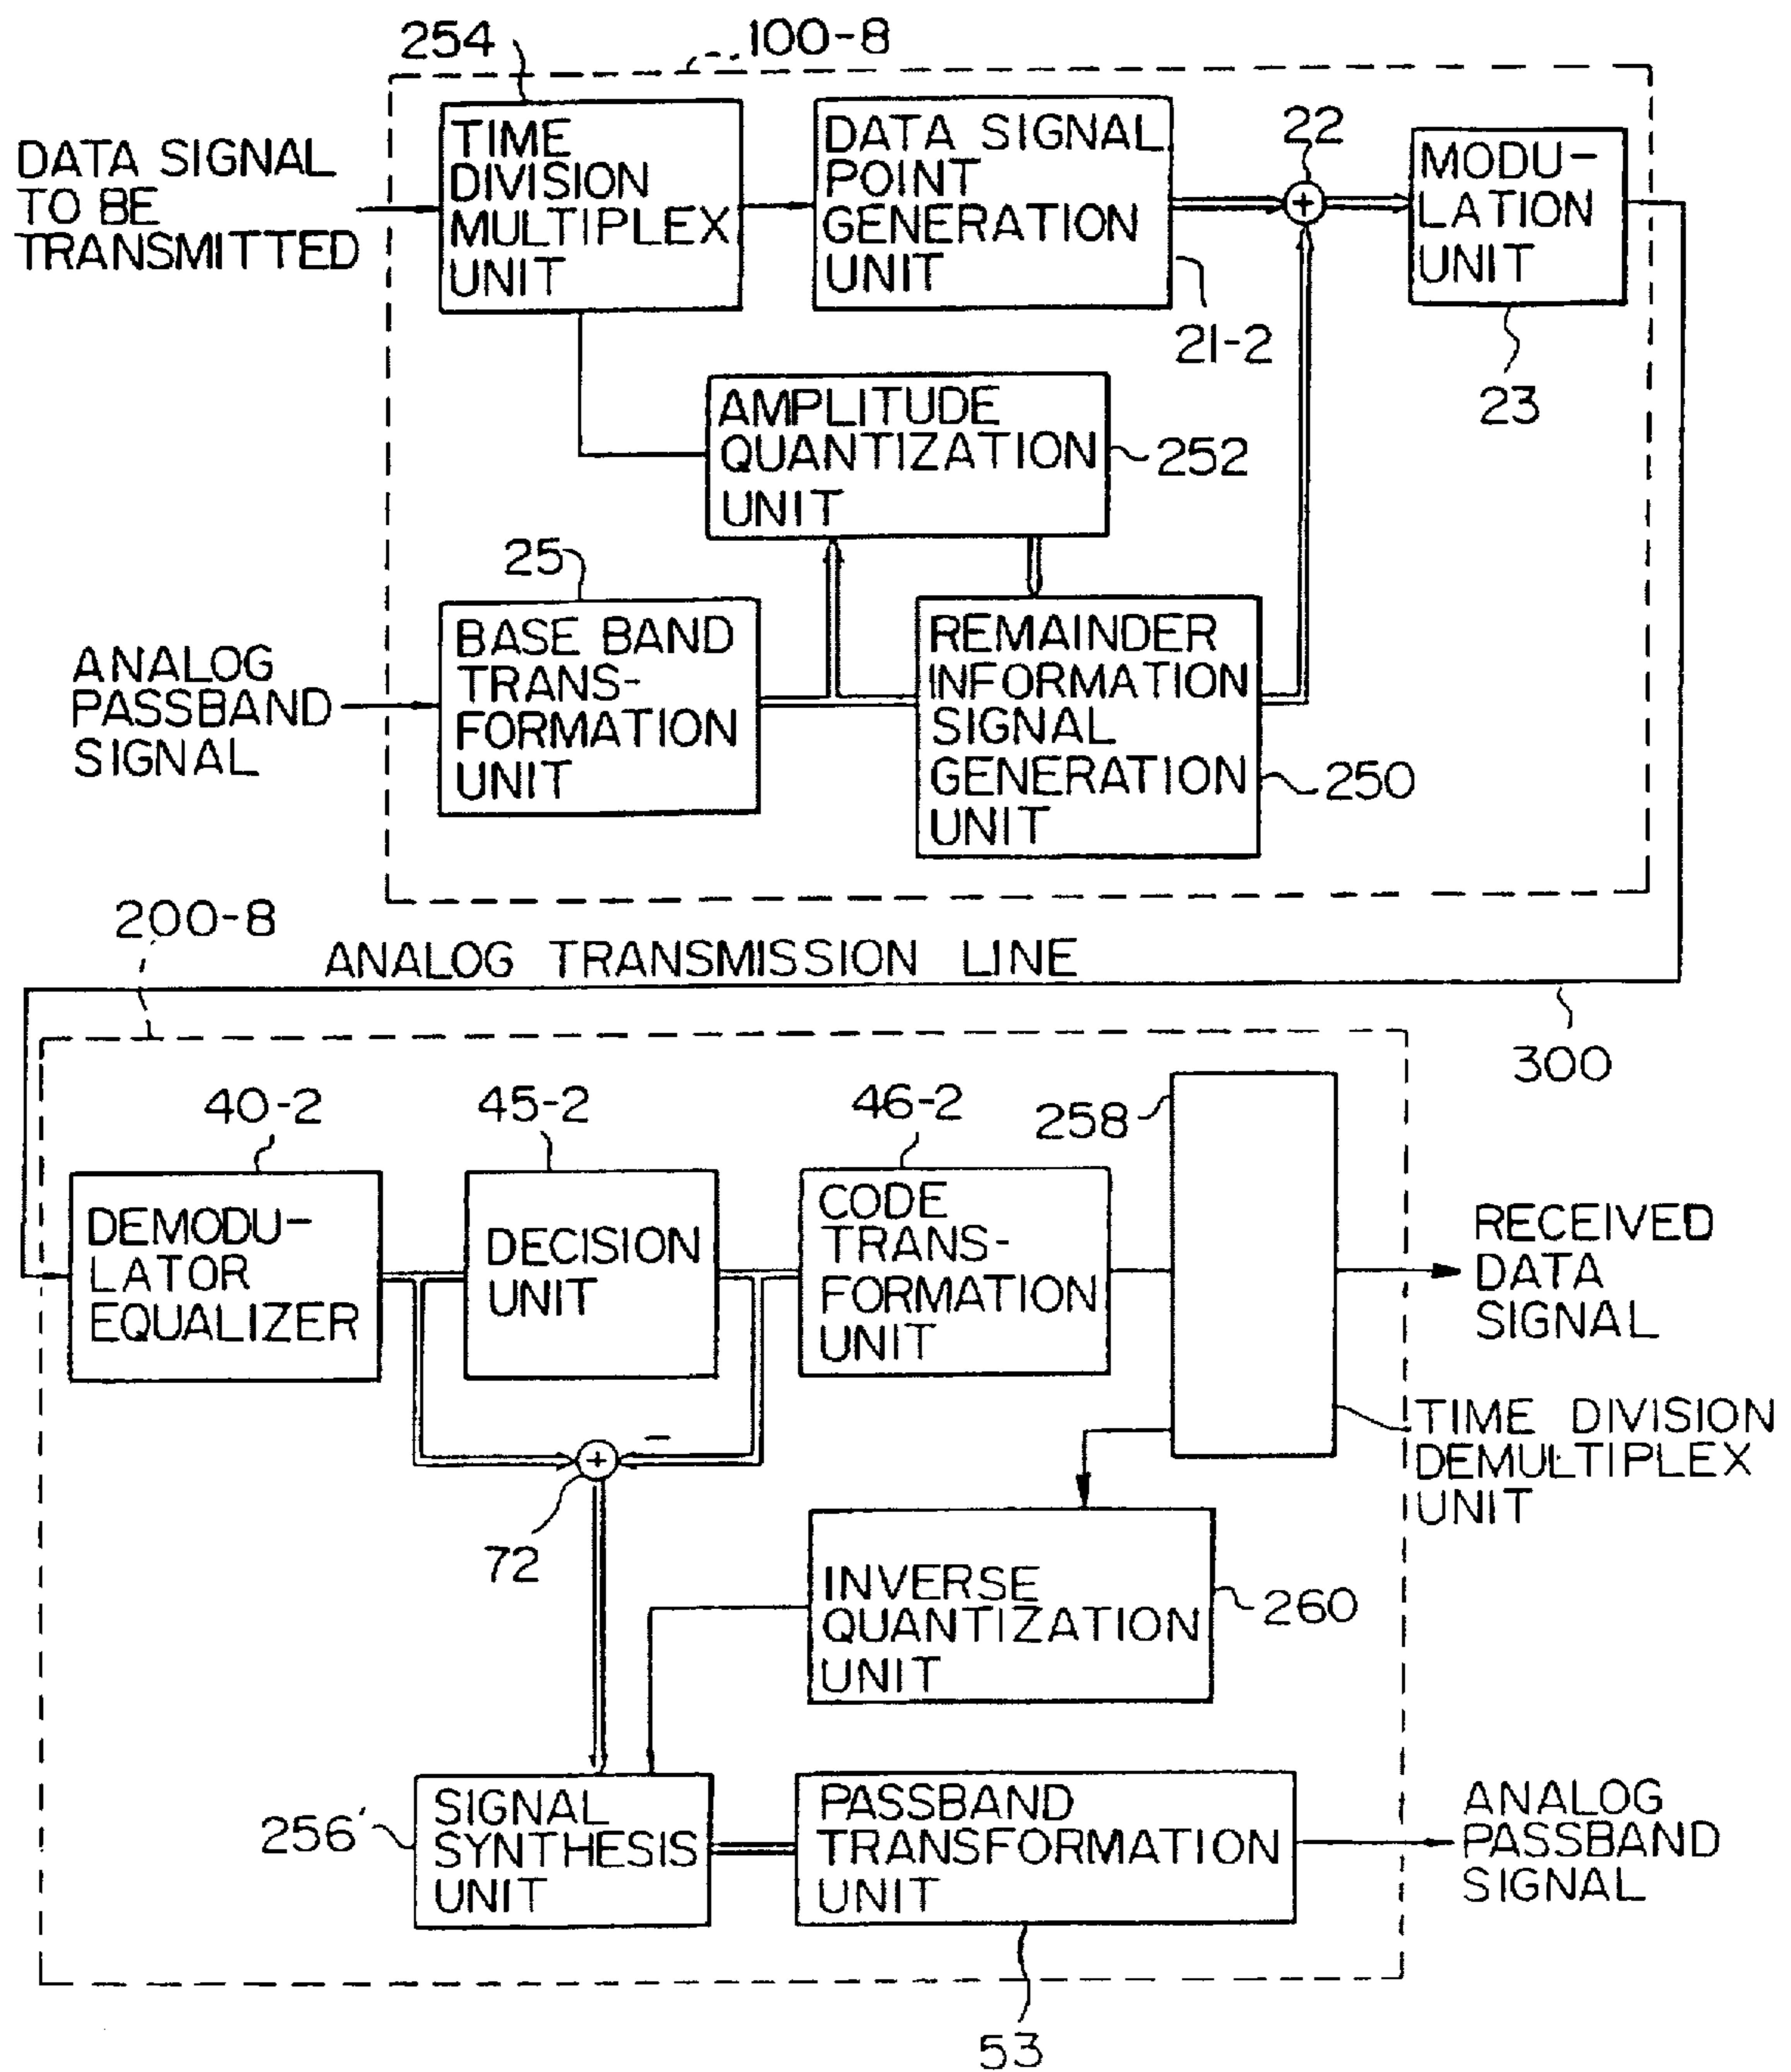 254
100-8
DATA SIGNAL
TO BE
TRANSMITTED
TIME
DIVISION
MULTIPLEX
UNIT
DATA SIGNAL
POINT
GENERATION
UNIT
21-2
22
+
MODU-
LATION
UNIT
23
AMPLITUDE
QUANTIZATION
UNIT
252
25
ANALOG
PASSBAND
SIGNAL
BASE BAND
TRANS-
FORMATION
UNIT
REMAINDER
INFORMATION
SIGNAL
GENERATION
UNIT
250
200-8
ANALOG TRANSMISSION LINE
300
40-2
DEMODU-
LATOR
EQUALIZER
45-2
DECISION
UNIT
46-2
CODE
TRANS-
FORMATION
UNIT
258
RECEIVED
DATA
SIGNAL
TIME DIVISION
DEMULTIPLEX
UNIT
+
-
72
INVERSE
QUANTIZATION
UNIT
260
256'
SIGNAL
SYNTHESIS
UNIT
PASSBAND
TRANSFORMATION
UNIT
53
ANALOG
PASSBAND
SIGNAL